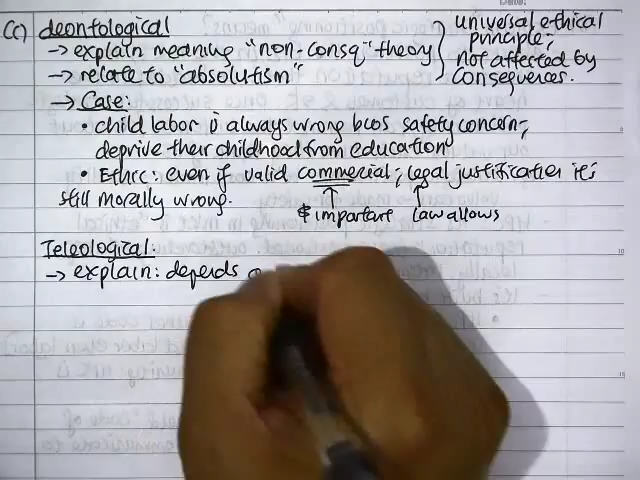 (c) deontological
→ explain meaning "non-consq" theory
→ relate to "absolutism"
universal ethical
principle;
not affected by
consequences.
→ Case:
• child labor is always wrong bcos safety concern,
deprive their childhood from education
• Ethic: even if valid commercial, legal justification it's
still morally wrong.
importance
law allows
Teleological:
→ explain: depends